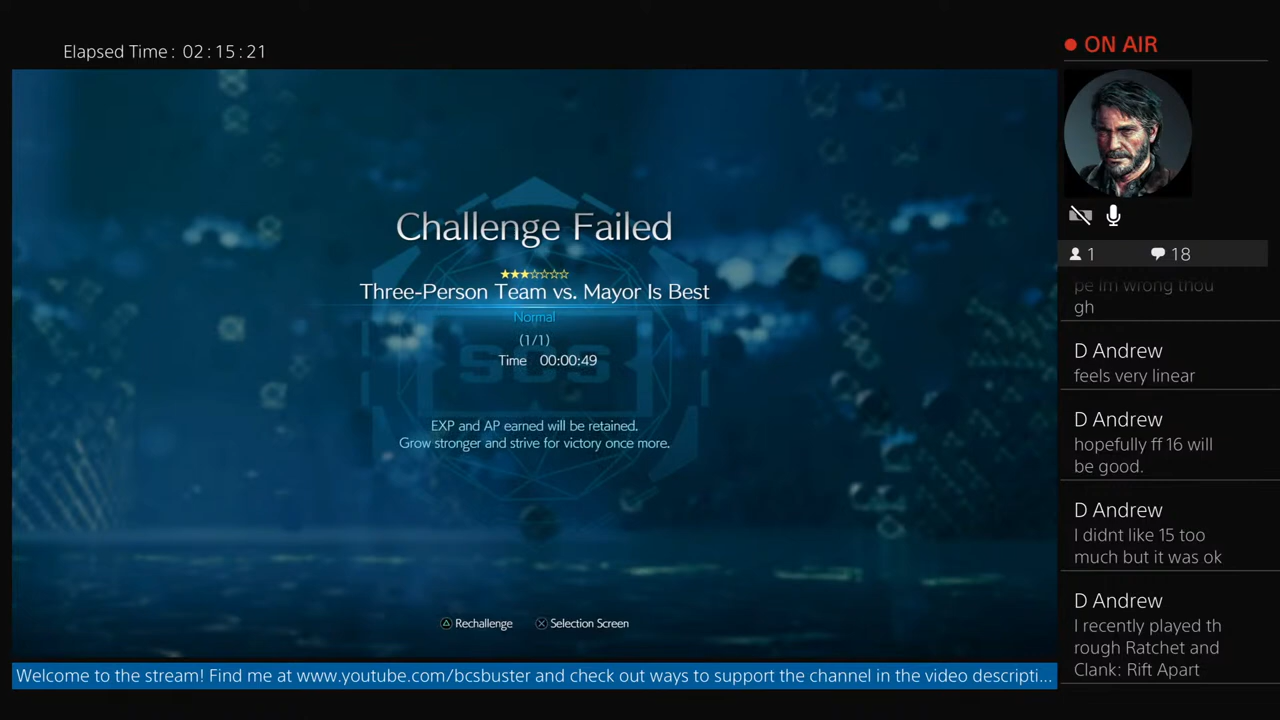 Elapsed Time: 02:15:21
ON AIR
1 18
Challenge Failed
★★★☆☆☆☆
Three-Person Team vs. Mayor Is Best
Normal
(1/1)
Time 00:00:49
SCS
EXP and AP earned will be retained.
Grow stronger and strive for victory once more.
Rechallenge Selection Screen
pe im wrong thou
gh
D Andrew
feels very linear
D Andrew
hopefully ff 16 will
be good.
D Andrew
I didnt like 15 too
much but it was ok
D Andrew
I recently played th
rough Ratchet and
Clank: Rift Apart
Welcome to the stream! Find me at www.youtube.com/bcsbuster and check out ways to support the channel in the video descripti...